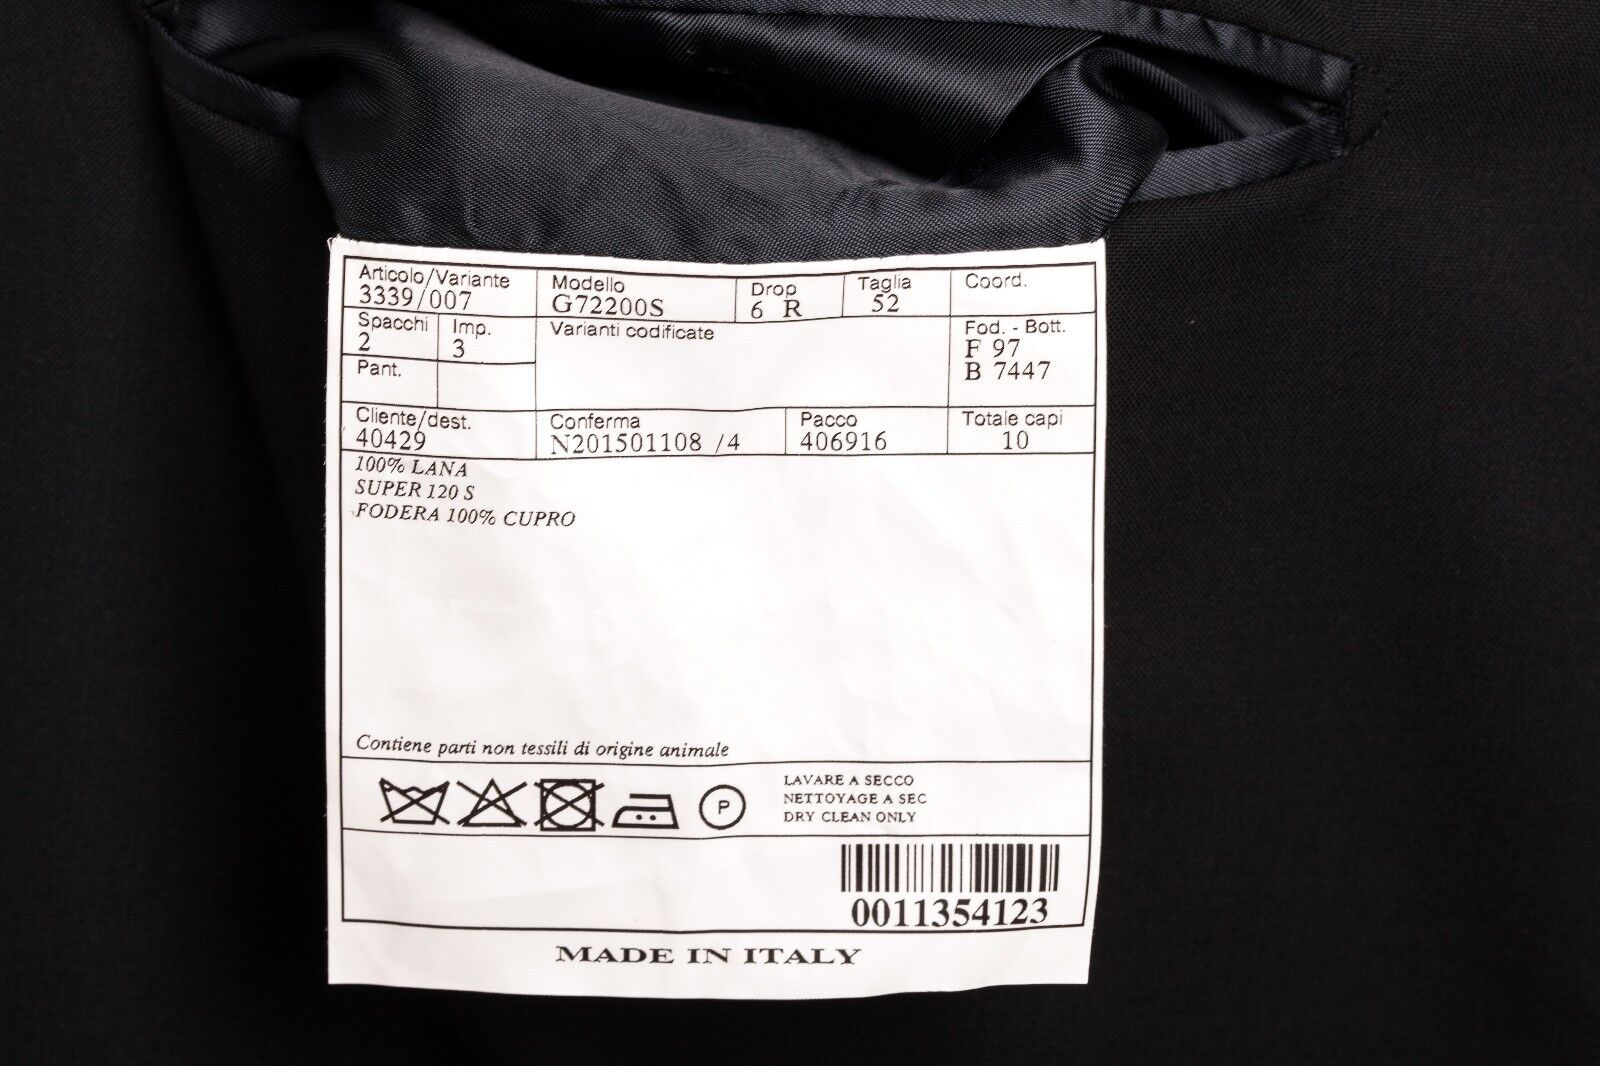 Articolo/Variante Modello Drop Taglia Coord.
3339/007 G72200S 6 R 52
Spacchi Imp. Varianti codificate Fod. - Bott.
2 3 F 97
Pant. B 7447
Cliente/dest. Conferma Pacco Totale capi
40429 N201501108 /4 406916 10
100% LANA
SUPER 120 S
FODERA 100% CUPRO
Contiene parti non tessili di origine animale
P
LAVARE A SECCO
NETTOYAGE A SEC
DRY CLEAN ONLY
0011354123
MADE IN ITALY